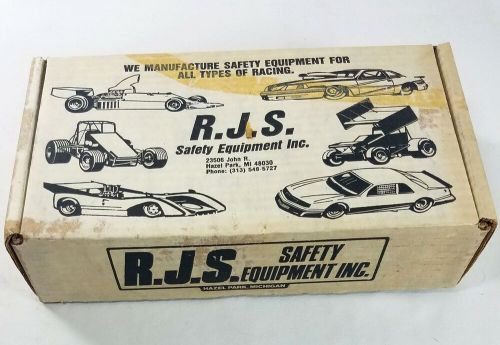 WE MANUFACTURE SAFETY EQUIPMENT FOR
ALL TYPES OF RACING.
R.J.S.
Safety Equipment Inc.
23506 John R.
Hazel Park, MI 48030
Phone: (313) 548-5727
R.J.S. SAFETY
EQUIPMENT INC.
HAZEL PARK, MICHIGAN